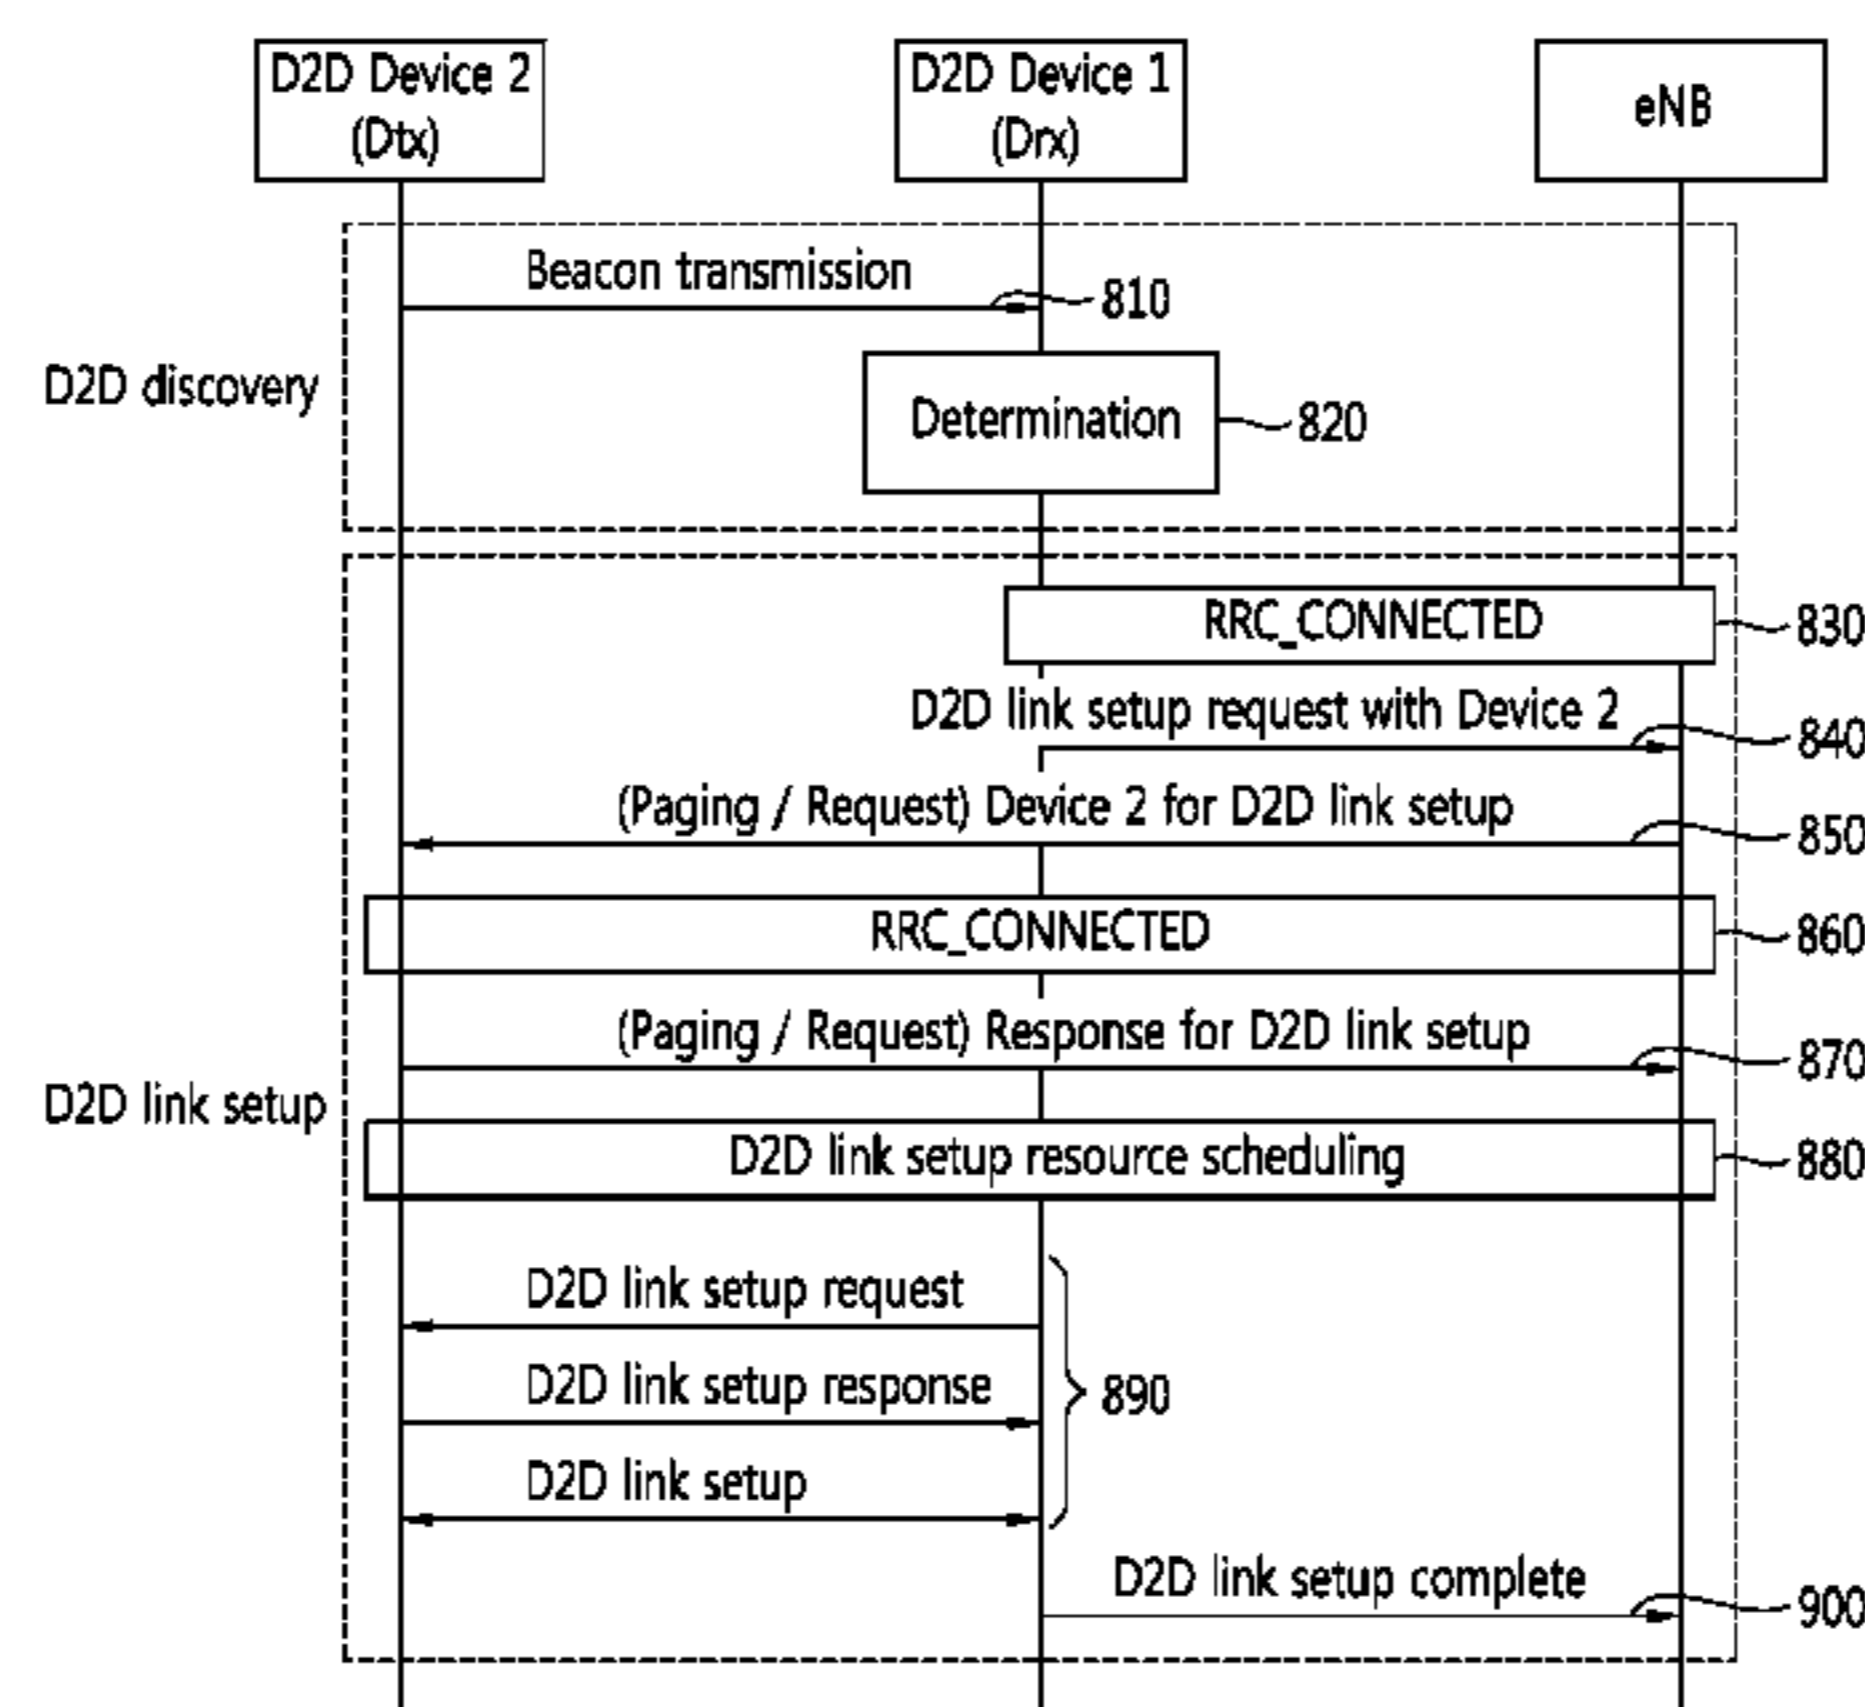 D2D Device 2
(Dtx)
D2D Device 1
(Drx)
eNB
Beacon transmission
810
D2D discovery
Determination
820
RRC_CONNECTED
830
D2D link setup request with Device 2
840
(Paging / Request) Device 2 for D2D link setup
850
RRC_CONNECTED
860
(Paging / Request) Response for D2D link setup
870
D2D link setup
D2D link setup resource scheduling
880
D2D link setup request
D2D link setup response
890
D2D link setup
D2D link setup complete
900